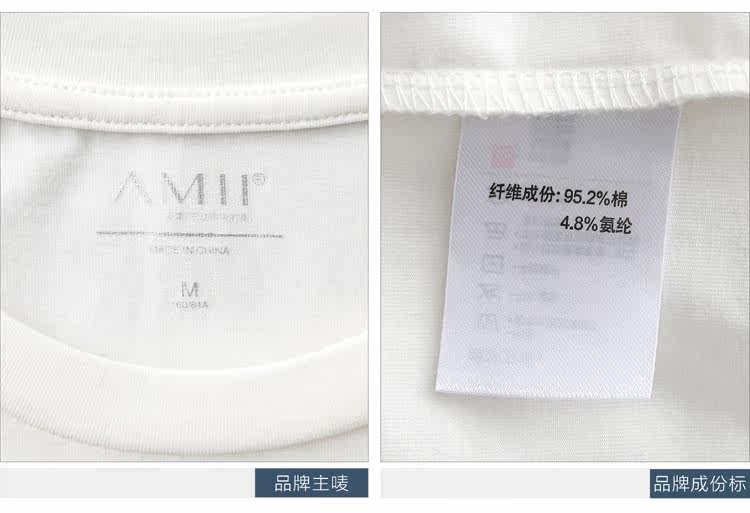 AMII®
MADE IN CHINA
M
160/84A
品牌主唛
纤维成份: 95.2%棉
4.8%氨纶
品牌成份标